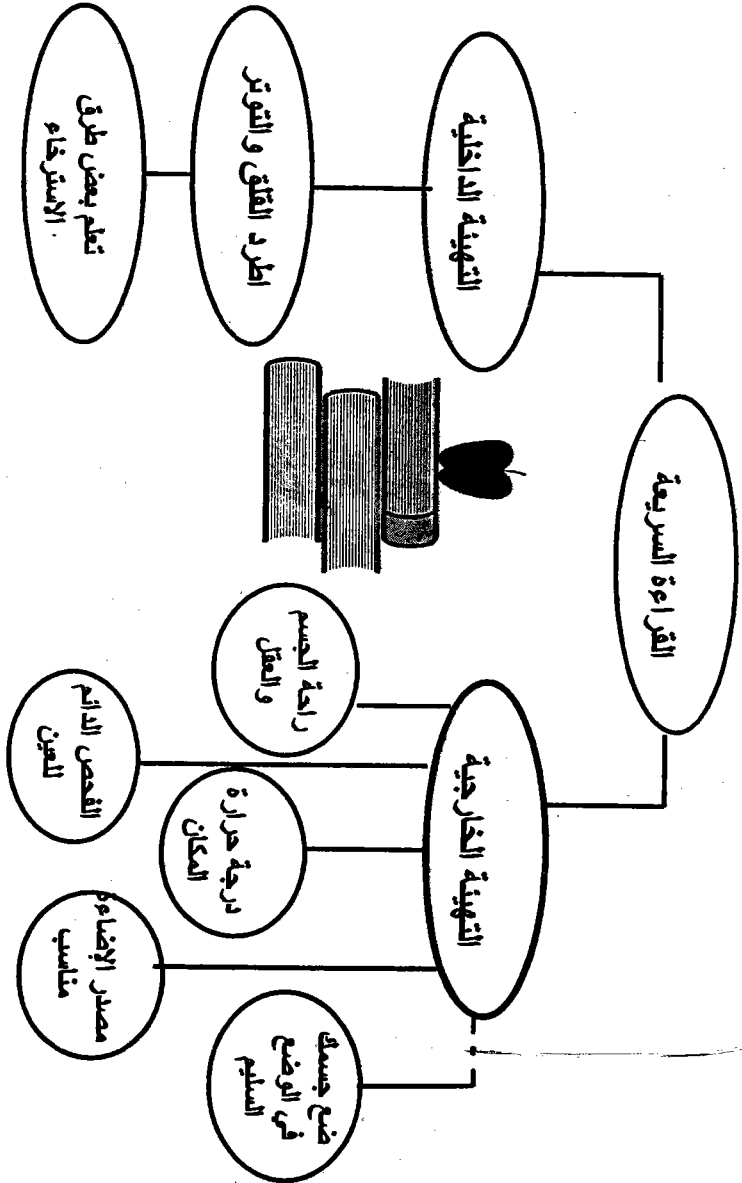 القراءة السريعة
التهيئة الخارجية
التهيئة الداخلية
ضع جسمك
في الوضع
السليم
مصدر الإضاءة
مناسب
درجة حرارة
المكان
الفحص الدائم
للعين
راحة الجسم
والعقل
اطرد القلق والتوتر
تعلم بعض طرق
الاسترخاء.